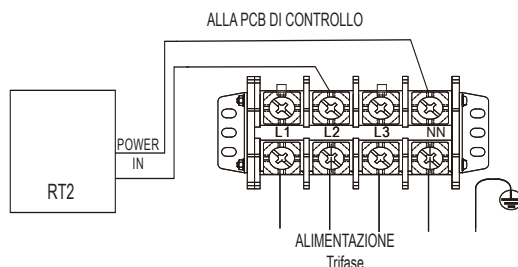 ALLA PCB DI CONTROLLO
L1 L2 L3 NN
POWER
IN
RT2
ALIMENTAZIONE
Trifase